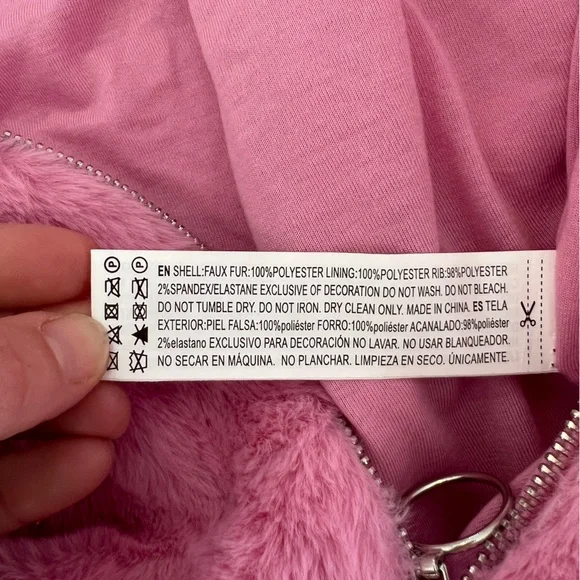 EN SHELL:FAUX FUR:100%POLYESTER LINING:100%POLYESTER RIB:98%POLYESTER
2%SPANDEX/ELASTANE EXCLUSIVE OF DECORATION DO NOT WASH. DO NOT BLEACH.
DO NOT TUMBLE DRY. DO NOT IRON. DRY CLEAN ONLY. MADE IN CHINA. ES TELA
EXTERIOR:PIEL FALSA:100%poliéster FORRO:100%poliéster ACANALADO:98%poliéster
2%elastano EXCLUSIVO PARA DECORACIÓN NO LAVAR. NO USAR BLANQUEADOR.
NO SECAR EN MÁQUINA. NO PLANCHAR. LIMPIEZA EN SECO. ÚNICAMENTE.